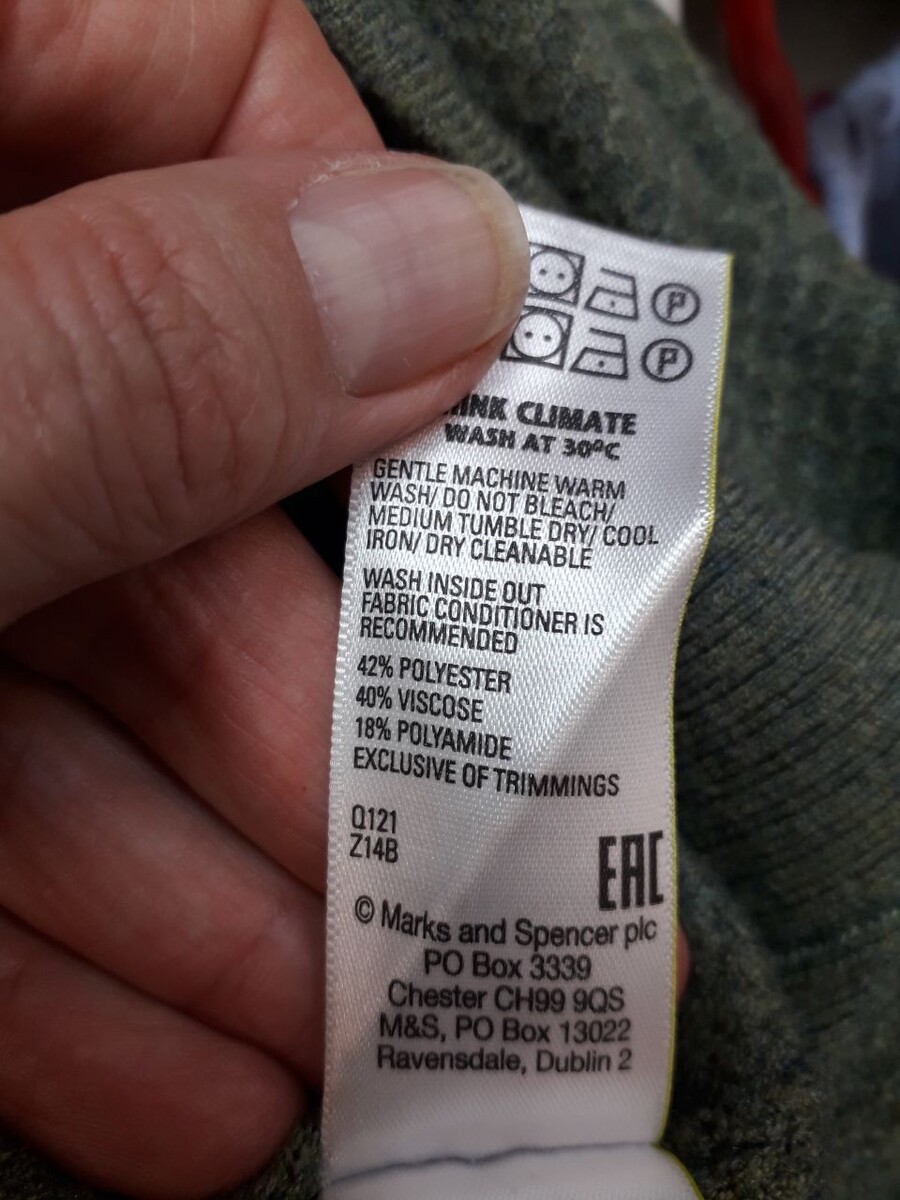 P
P
CLIMATE
WASH AT 30°C
GENTLE MACHINE WARM
WASH/ DO NOT BLEACH/
MEDIUM TUMBLE DRY/ COOL
IRON/ DRY CLEANABLE
WASH INSIDE OUT
FABRIC CONDITIONER IS
RECOMMENDED
42% POLYESTER
40% VISCOSE
18% POLYAMIDE
EXCLUSIVE OF TRIMMINGS
Q121
Z14B
EAC
© Marks and Spencer plc
PO Box 3339
Chester CH99 9QS
M&S, PO Box 13022
Ravensdale, Dublin 2